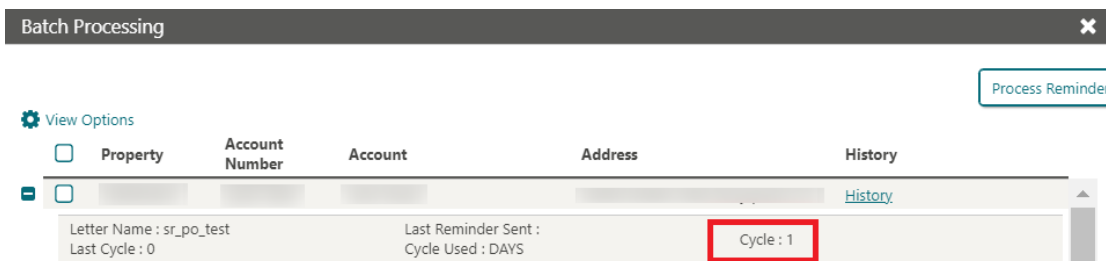 Batch Processing
Process Reminder
View Options
Property Account Number Account Address History
History
Letter Name : sr_po_test Last Reminder Sent : Cycle : 1
Last Cycle : 0 Cycle Used : DAYS